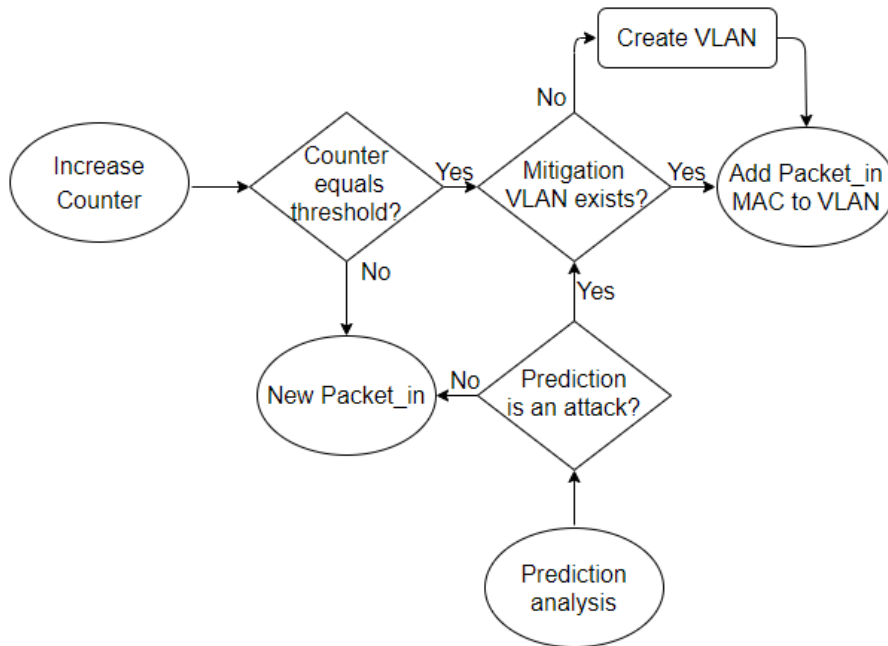 Create VLAN
No
Increase
Counter
Counter
equals
threshold?
Yes
Mitigation
VLAN exists?
Yes
Add Packet_in
MAC to VLAN
No
Yes
New Packet_in
No
Prediction
is an attack?
Prediction
analysis